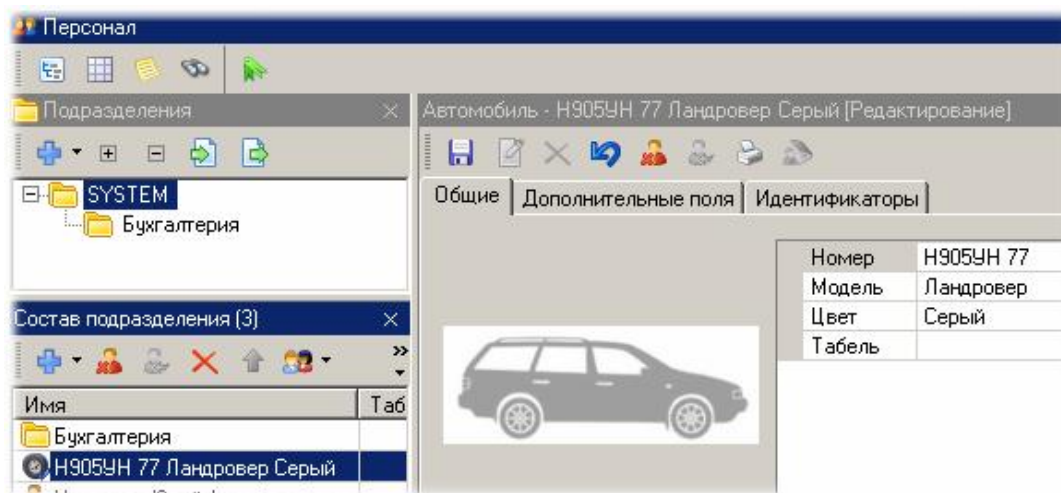 Персонал
Подразделения
SYSTEM
Бухгалтерия
Состав подразделения (3)
Имя Таб
Бухгалтерия
Н905УН 77 Ландровер Серый
Автомобиль - Н905УН 77 Ландровер Серый [Редактирование]
Общие Дополнительные поля Идентификаторы
Номер Н905УН 77
Модель Ландровер
Цвет Серый
Табель